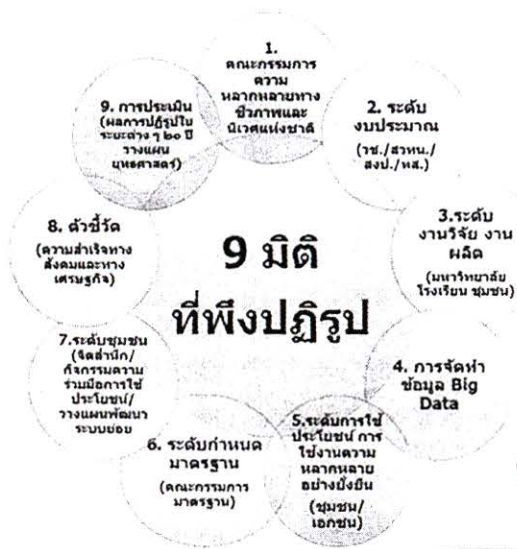 1.
คณะกรรมการ
ความ
หลากหลายทาง
ชีวภาพและ
นิเวศแห่งชาติ
2. ระดับ
งบประมาณ
(วช./สวทน./
สงป./ทส.)
3.ระดับ
งานวิจัย งาน
ผลิต
(มหาวิทยาลัย
โรงเรียน ชุมชน)
4. การจัดทำ
ข้อมูล Big
Data
5.ระดับการใช้
ประโยชน์ การ
ใช้งานความ
หลากหลาย
อย่างยั่งยืน
(ชุมชน/
เอกชน)
6. ระดับกำหนด
มาตรฐาน
(คณะกรรมการ
มาตรฐาน)
7.ระดับชุมชน
(จิตสำนึก/
กิจกรรมความ
ร่วมมือการใช้
ประโยชน์/
วางแผนพัฒนา
ระบบย่อย
8. ตัวชี้วัด
(ความสำเร็จทาง
สังคมและทาง
เศรษฐกิจ)
9. การประเมิน
(ผลการปฏิรูปใน
ระยะต่าง ๆ ๒๐ ปี
วางแผน
ยุทธศาสตร์)
9 มิติ
ที่พึงปฏิรูป